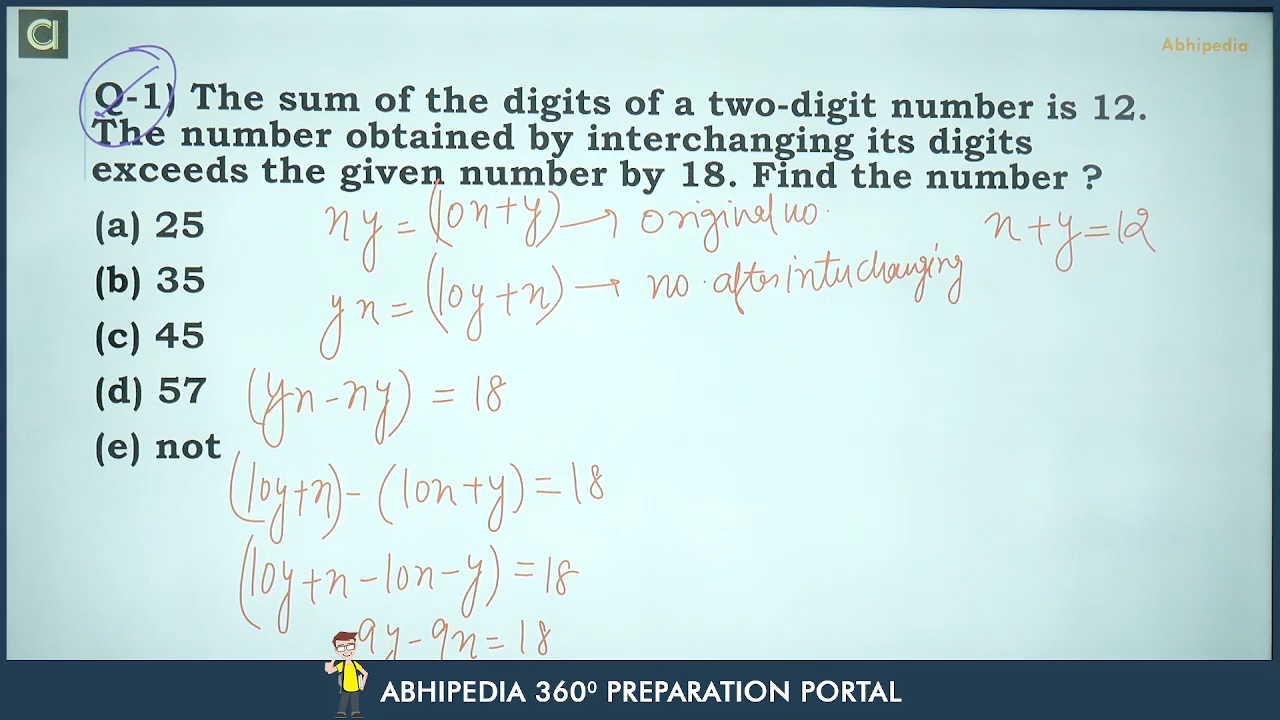 Abhipedia
Q-1) The sum of the digits of a two-digit number is 12.
The number obtained by interchanging its digits
exceeds the given number by 18. Find the number ?
(a) 25
(b) 35
(c) 45
(d) 57
(e) not
xy = (10x+y) → original no.
x+y=12
yx = (10y+x) → no. after interchanging
(yx-xy) = 18
(10y+x)-(10x+y)=18
(10y+x-10x-y)=18
9y-9x=18
ABHIPEDIA 360⁰ PREPARATION PORTAL